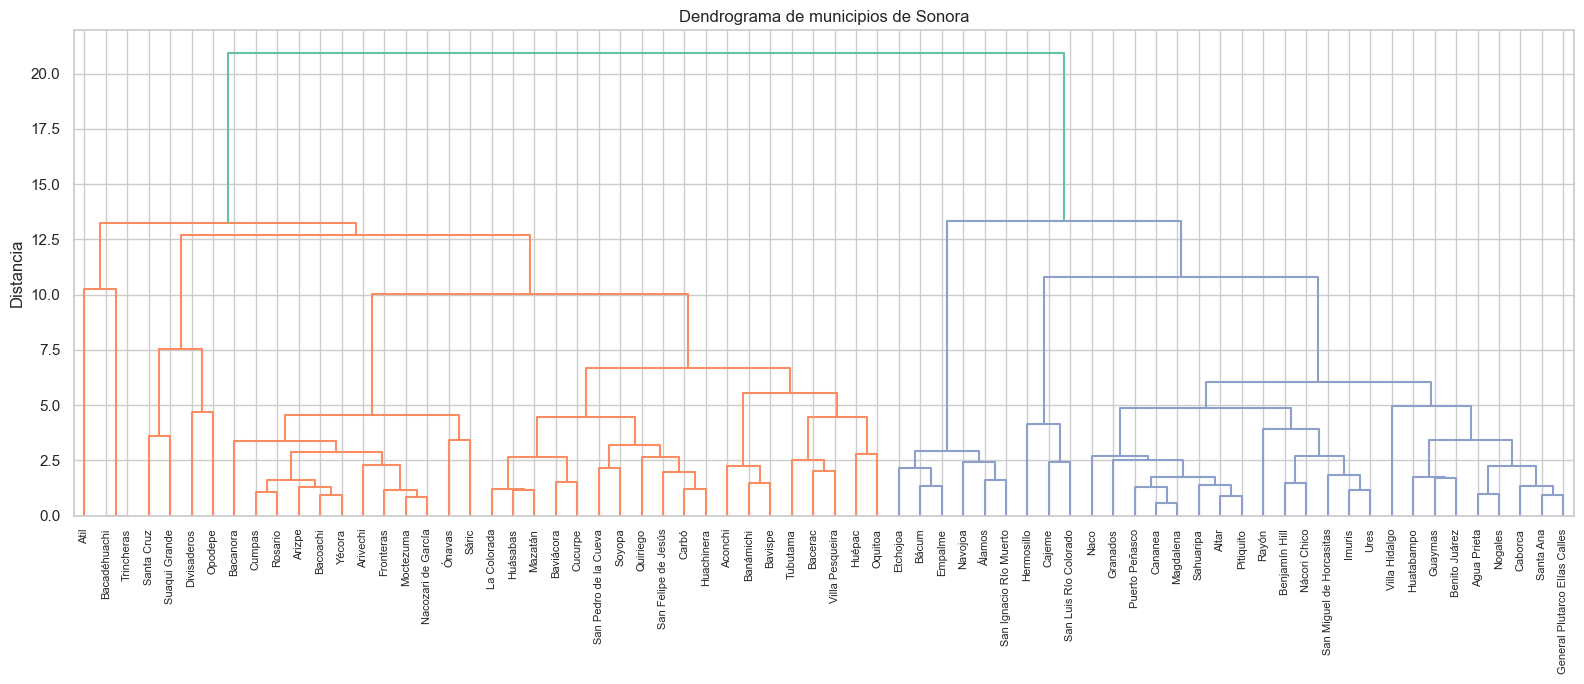 Dendrograma de municipios de Sonora
Distancia
20.0
17.5
15.0
12.5
10.0
7.5
5.0
2.5
0.0
Atil
Bacadéhuachi
Trincheras
Santa Cruz
Suaqui Grande
Divisaderos
Opodepe
Bacanora
Cumpas
Rosario
Arizpe
Bacoachi
Yécora
Arivechi
Fronteras
Moctezuma
Nacozari de García
Ónavas
Sáric
La Colorada
Huásabas
Mazatán
Baviácora
Cucurpe
San Pedro de la Cueva
Soyopa
Quiriego
San Felipe de Jesús
Carbó
Huachinera
Aconchi
Banámichi
Bavispe
Tubutama
Bacerac
Villa Pesqueira
Huépac
Oquitoa
Etchojoa
Bácum
Empalme
Navojoa
Álamos
San Ignacio Río Muerto
Hermosillo
Cajeme
San Luis Río Colorado
Naco
Granados
Puerto Peñasco
Cananea
Magdalena
Sahuaripa
Altar
Pitiquito
Rayón
Benjamín Hill
Nácori Chico
San Miguel de Horcasitas
Imuris
Ures
Villa Hidalgo
Huatabampo
Guaymas
Benito Juárez
Agua Prieta
Nogales
Caborca
Santa Ana
General Plutarco Elías Calles